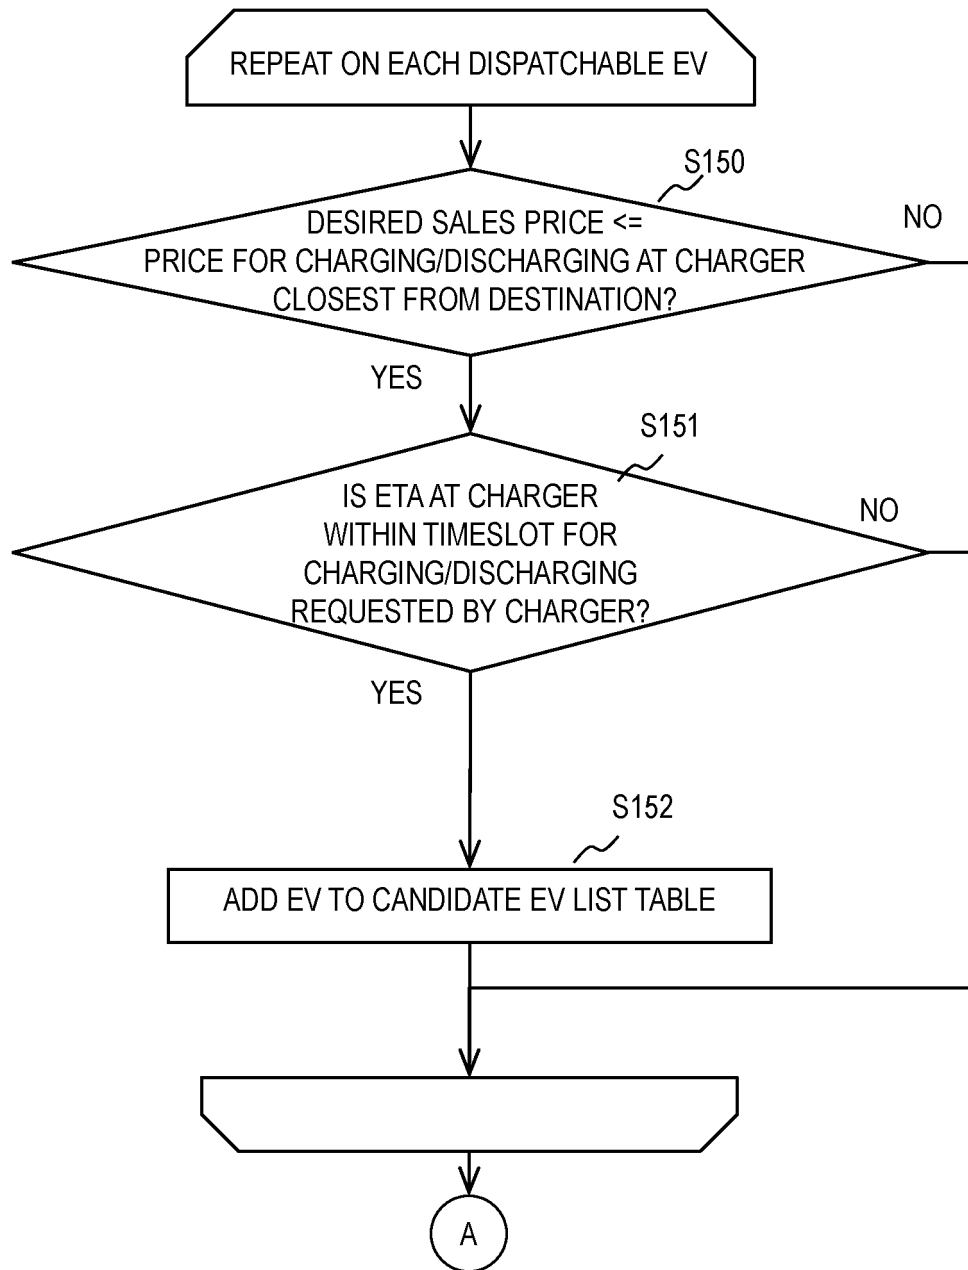 REPEAT ON EACH DISPATCHABLE EV
S150
DESIRED SALES PRICE <=
PRICE FOR CHARGING/DISCHARGING AT CHARGER
CLOSEST FROM DESTINATION?
NO
YES
S151
IS ETA AT CHARGER
WITHIN TIMESLOT FOR
CHARGING/DISCHARGING
REQUESTED BY CHARGER?
NO
YES
S152
ADD EV TO CANDIDATE EV LIST TABLE
A